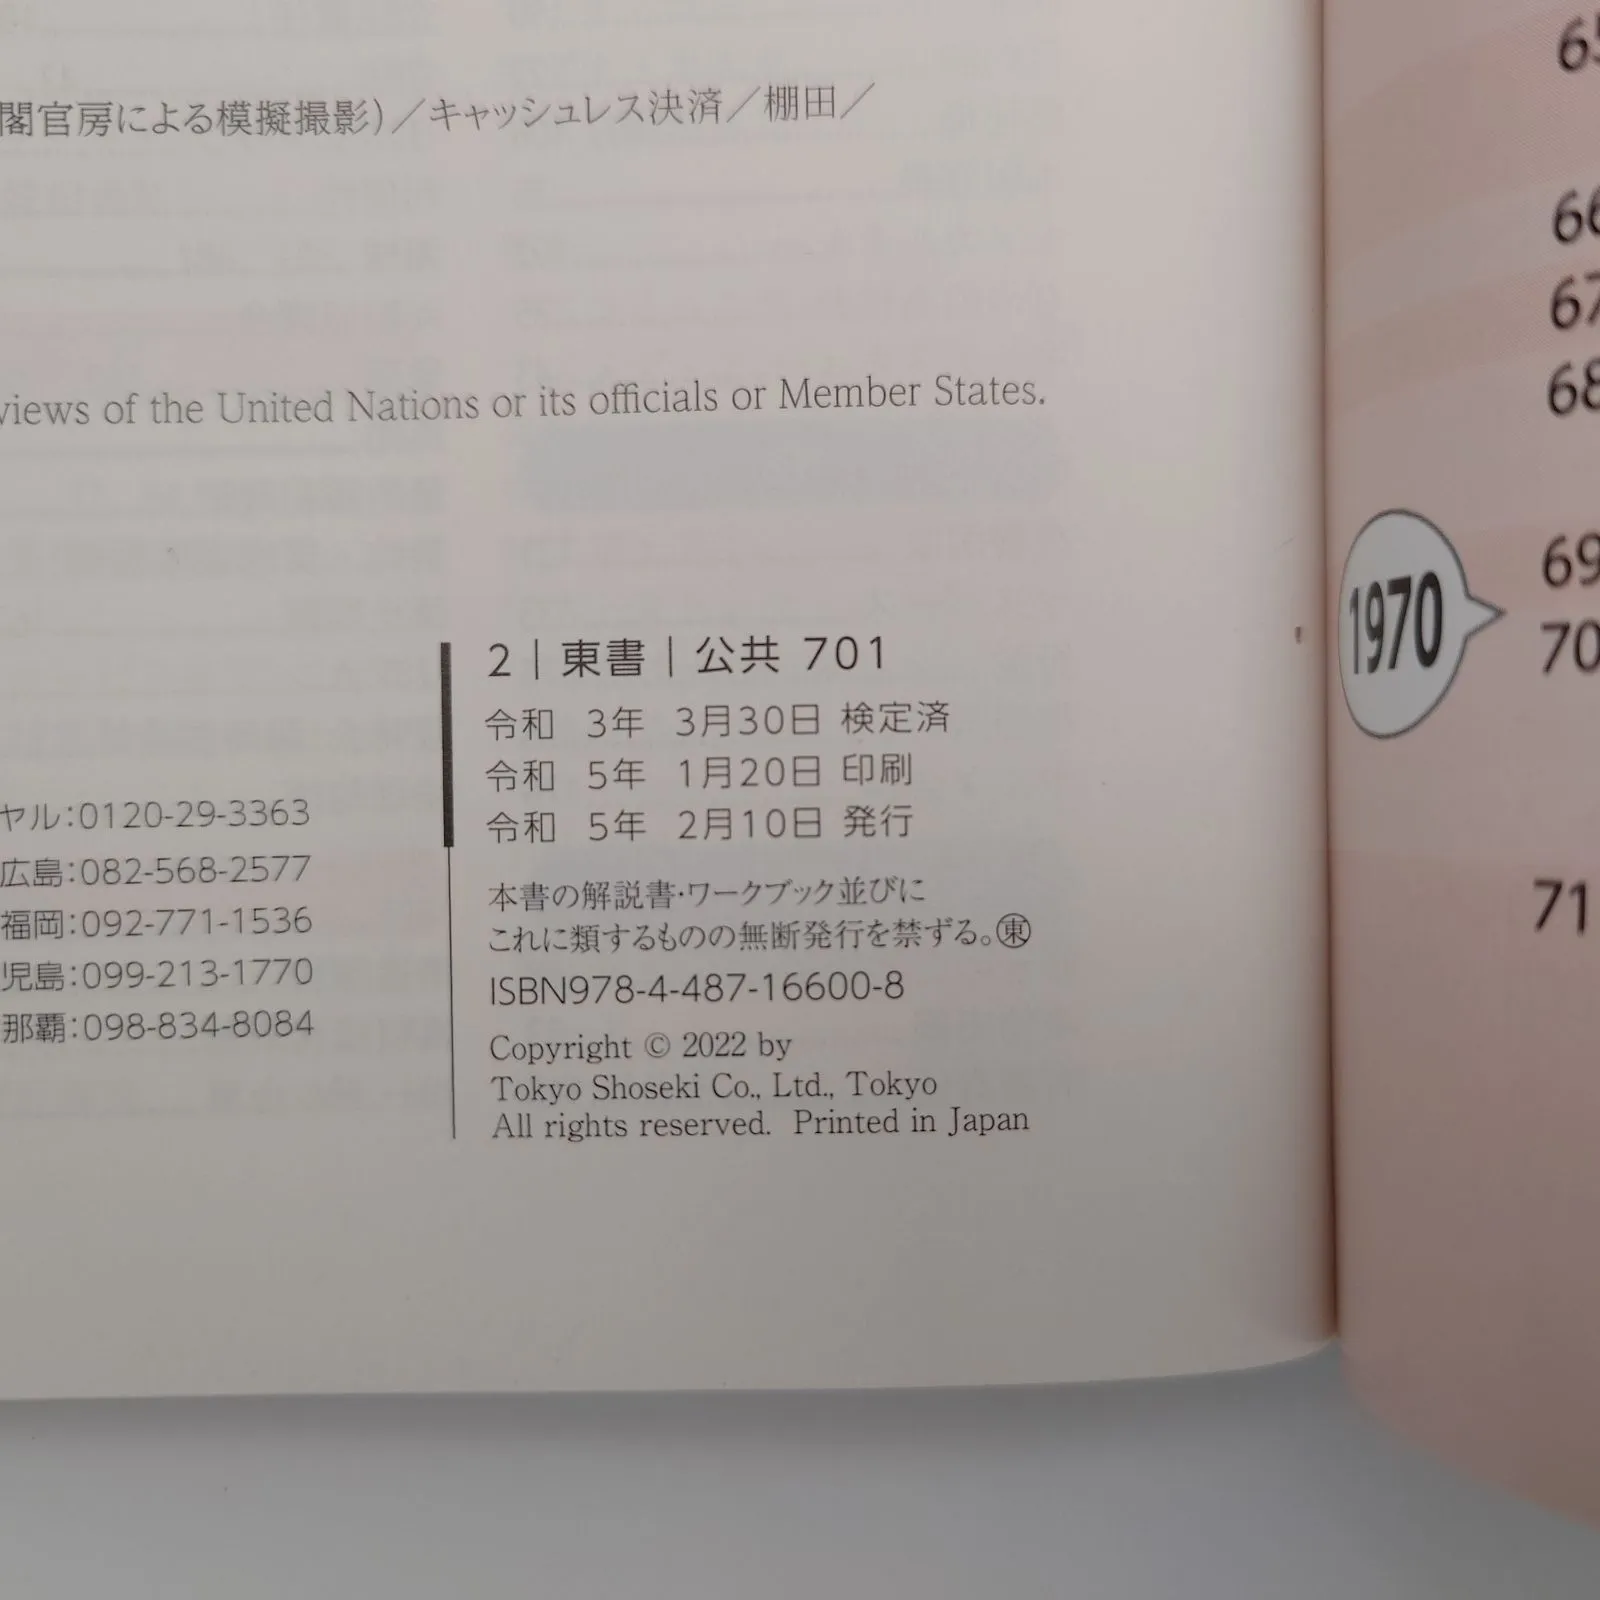 閣官房による模擬撮影）／キャッシュレス決済／棚田／
views of the United Nations or its officials or Member States.
ヤル：0120-29-3363
広島：082-568-2577
福岡：092-771-1536
児島：099-213-1770
那覇：098-834-8084
2｜東書｜公共 701
令和 3年 3月30日 検定済
令和 5年 1月20日 印刷
令和 5年 2月10日 発行
本書の解説書・ワークブック並びに
これに類するものの無断発行を禁ずる。㊍
ISBN978-4-487-16600-8
Copyright © 2022 by
Tokyo Shoseki Co., Ltd., Tokyo
All rights reserved. Printed in Japan
65
66
67
68
69
1970
70
71